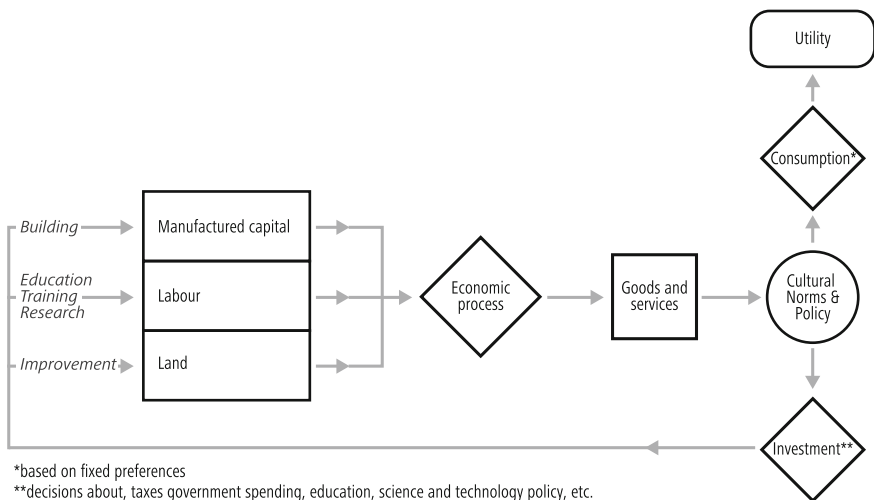 Utility
Consumption*
Building
Manufactured capital
Education
Training
Research
Labour
Economic
process
Goods and
services
Cultural
Norms &
Policy
Improvement
Land
Investment**
*based on fixed preferences
**decisions about, taxes government spending, education, science and technology policy, etc.